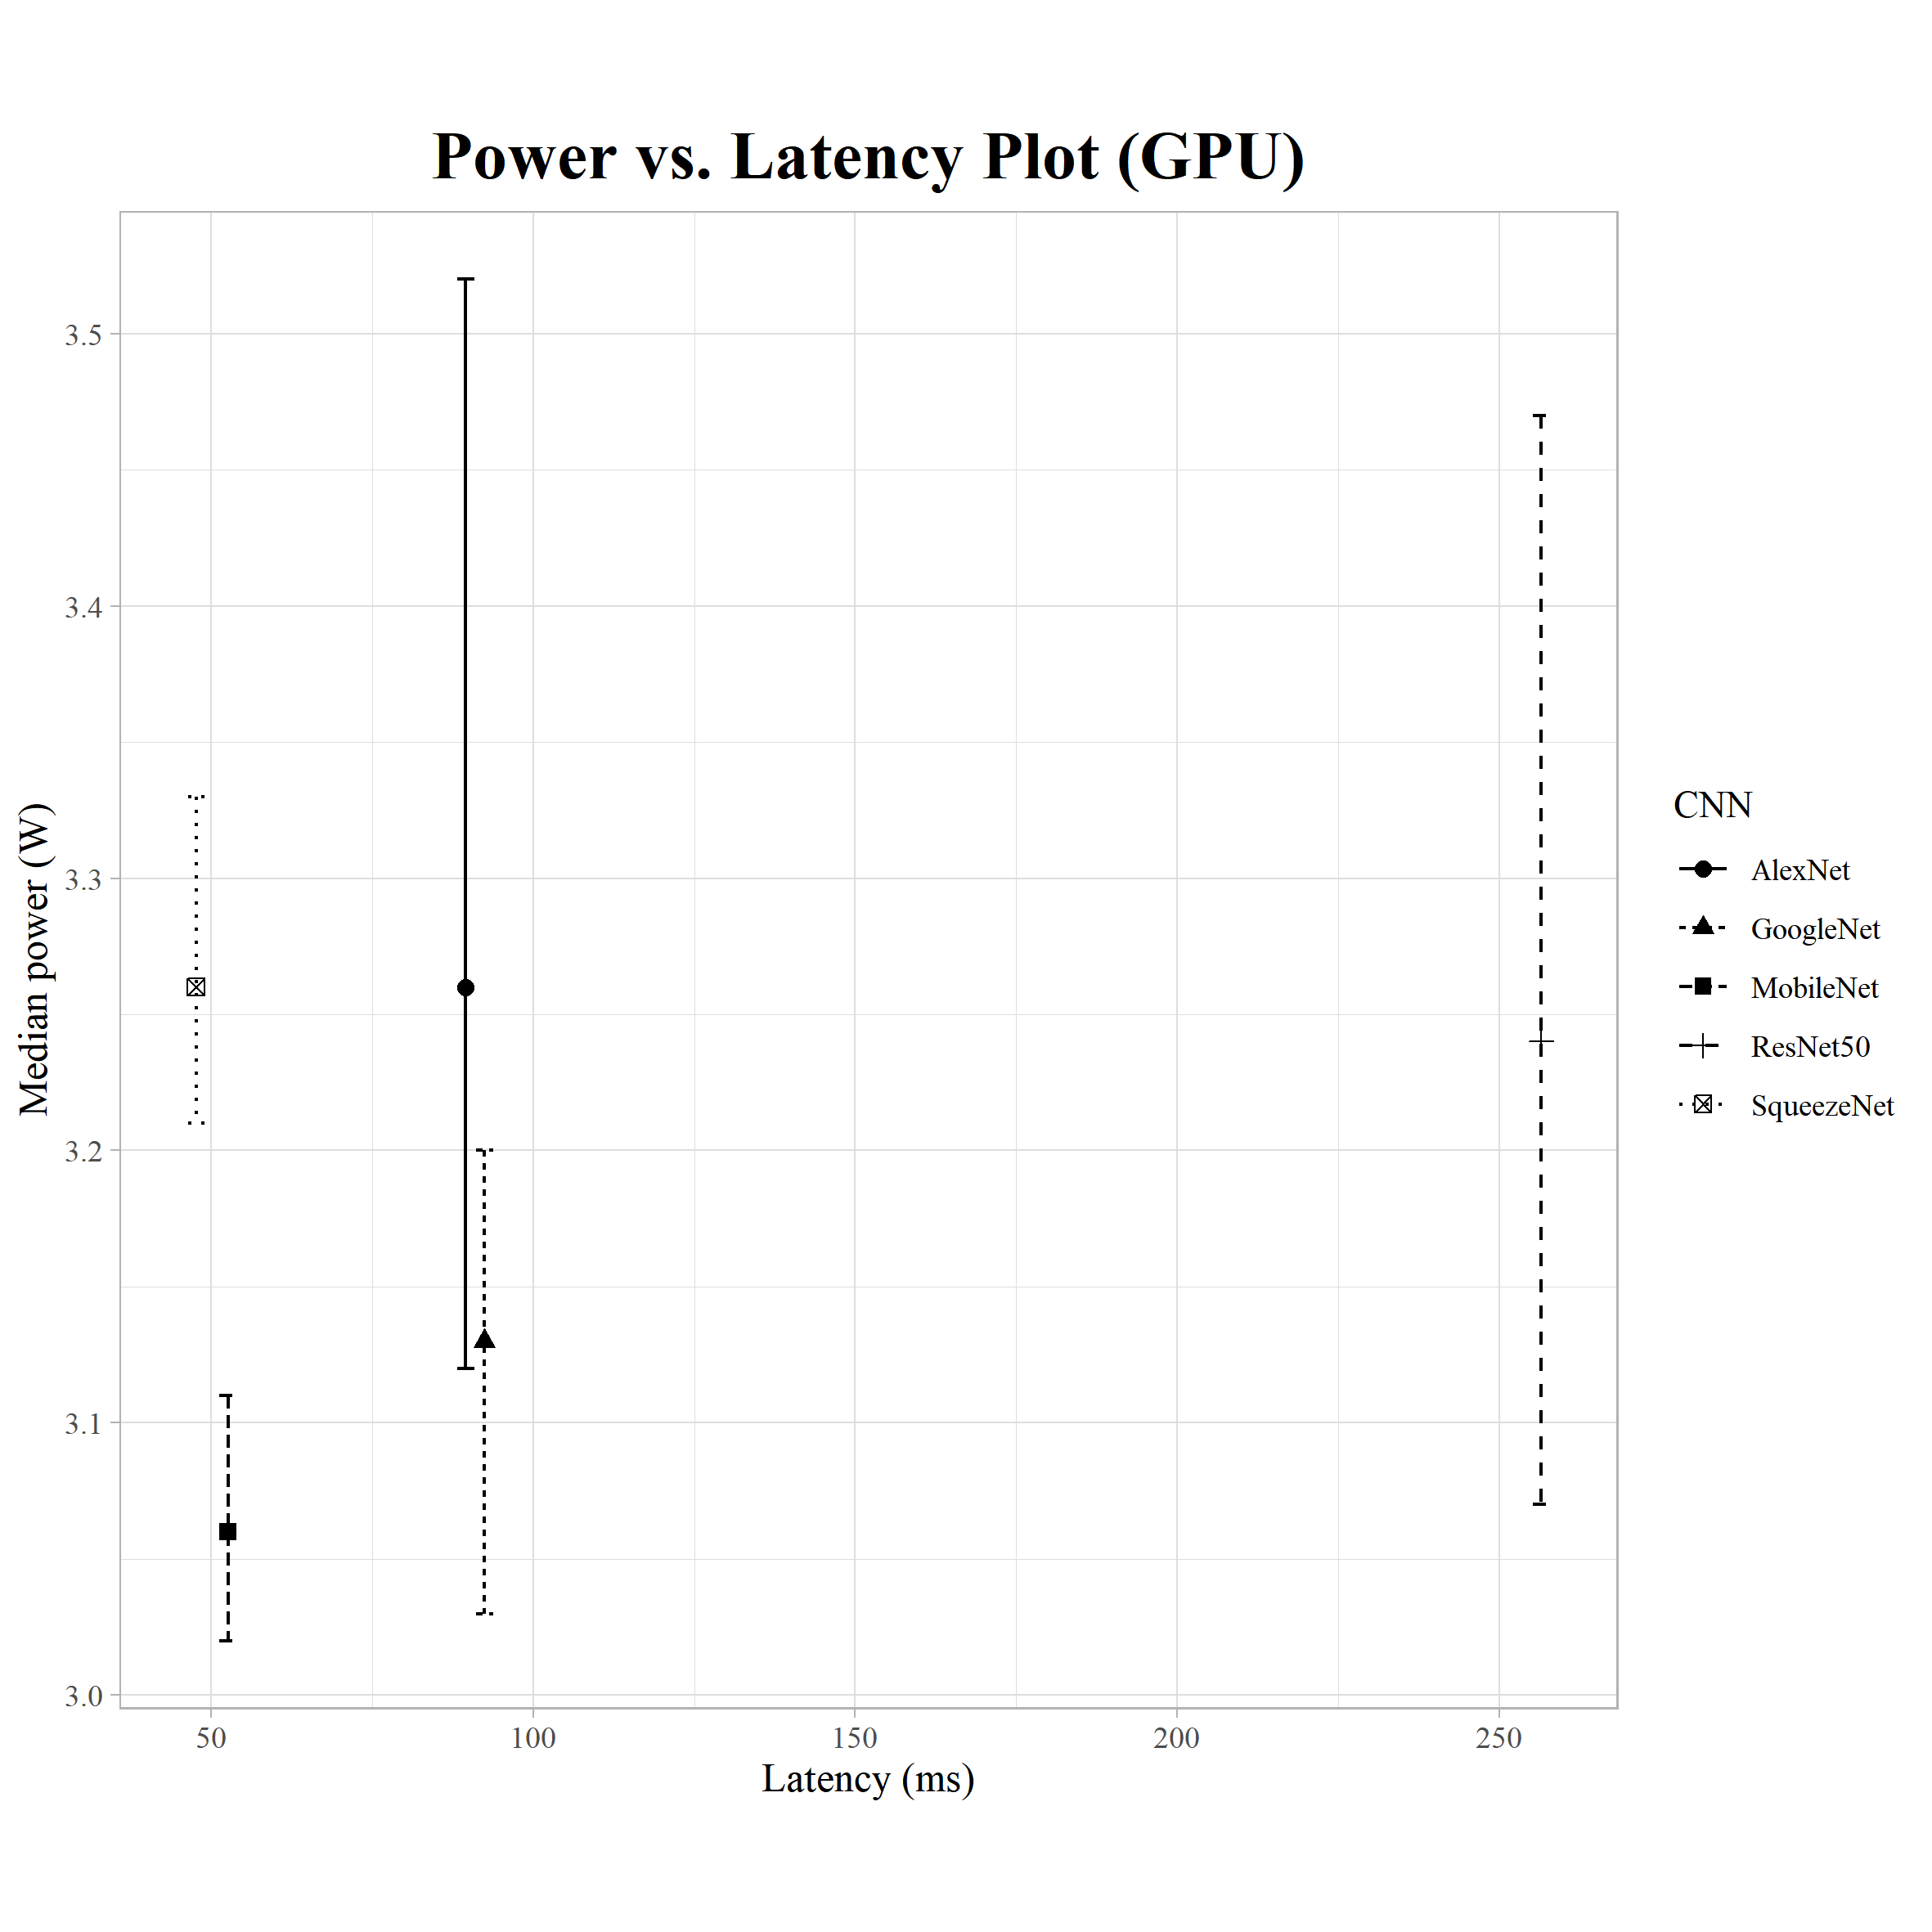 Power vs. Latency Plot (GPU)
Median power (W)
3.5
3.4
3.3
3.2
3.1
3.0
50 100 150 200 250
Latency (ms)
CNN
AlexNet
GoogleNet
MobileNet
ResNet50
SqueezeNet